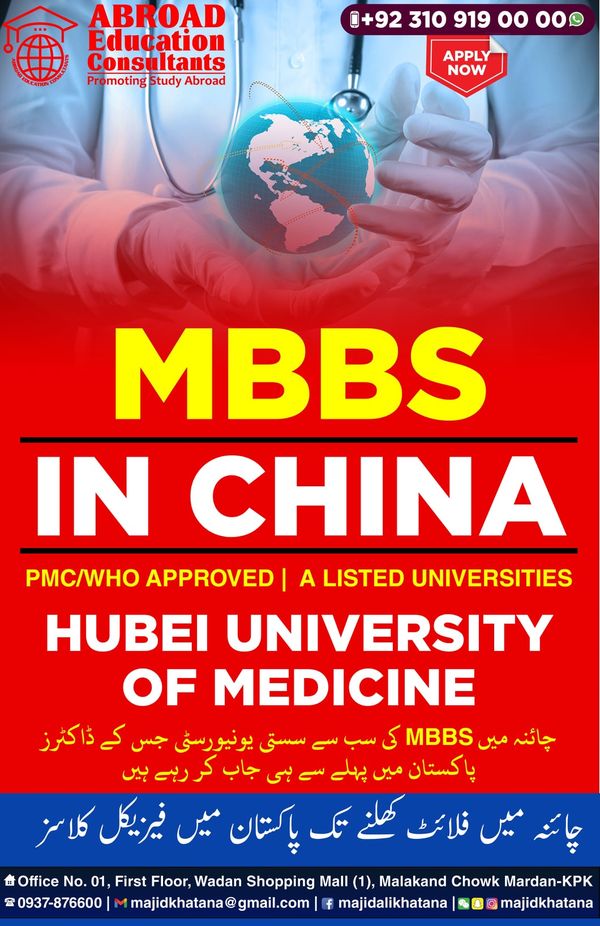 ABROAD
Education
Consultants
Promoting Study Abroad
ABROAD EDUCATION CONSULTANTS
+92 310 919 00 00
APPLY
NOW
MBBS
IN CHINA
PMC/WHO APPROVED | A LISTED UNIVERSITIES
HUBEI UNIVERSITY
OF MEDICINE
چائنہ میں MBBS کی سب سے سستی یونیورسٹی جس کے ڈاکٹرز
پاکستان میں پہلے سے ہی جاب کر رہے ہیں
چائنہ میں فلائٹ کھلنے تک پاکستان میں فیزیکل کلاسز
Office No. 01, First Floor, Wadan Shopping Mall (1), Malakand Chowk Mardan-KPK
0937-876600 | majidkhatana@gmail.com | majidalikhatana | majidkhatana